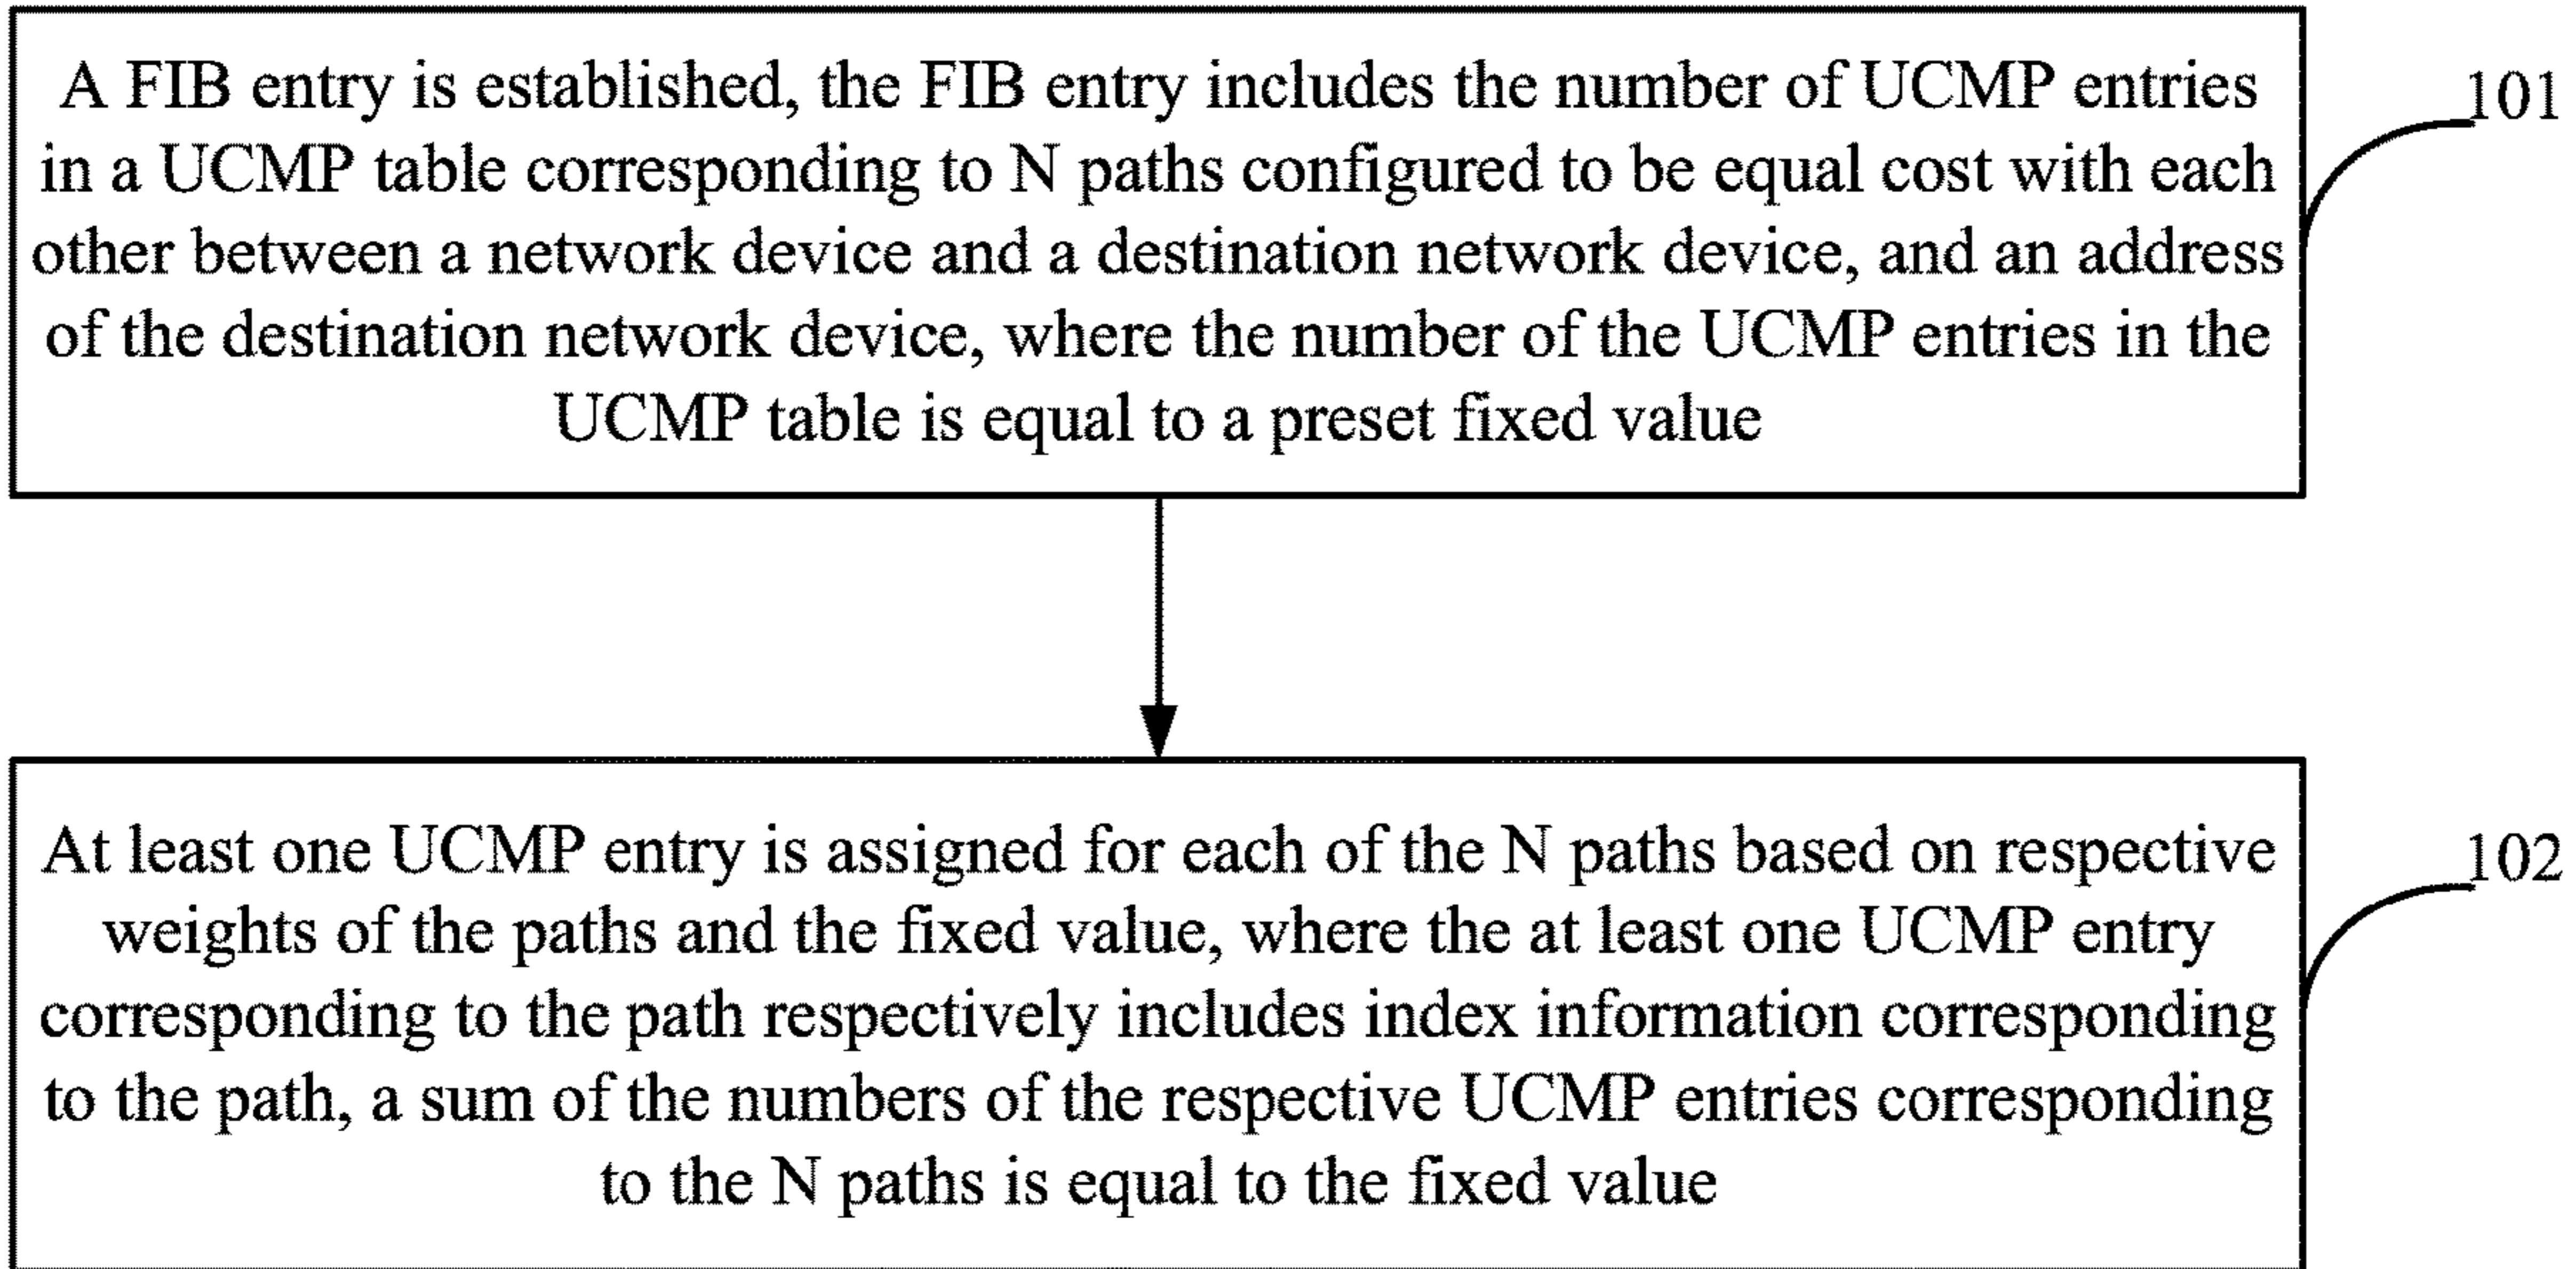 A FIB entry is established, the FIB entry includes the number of UCMP entries
in a UCMP table corresponding to N paths configured to be equal cost with each
other between a network device and a destination network device, and an address
of the destination network device, where the number of the UCMP entries in the
UCMP table is equal to a preset fixed value
101
At least one UCMP entry is assigned for each of the N paths based on respective
weights of the paths and the fixed value, where the at least one UCMP entry
corresponding to the path respectively includes index information corresponding
to the path, a sum of the numbers of the respective UCMP entries corresponding
to the N paths is equal to the fixed value
102